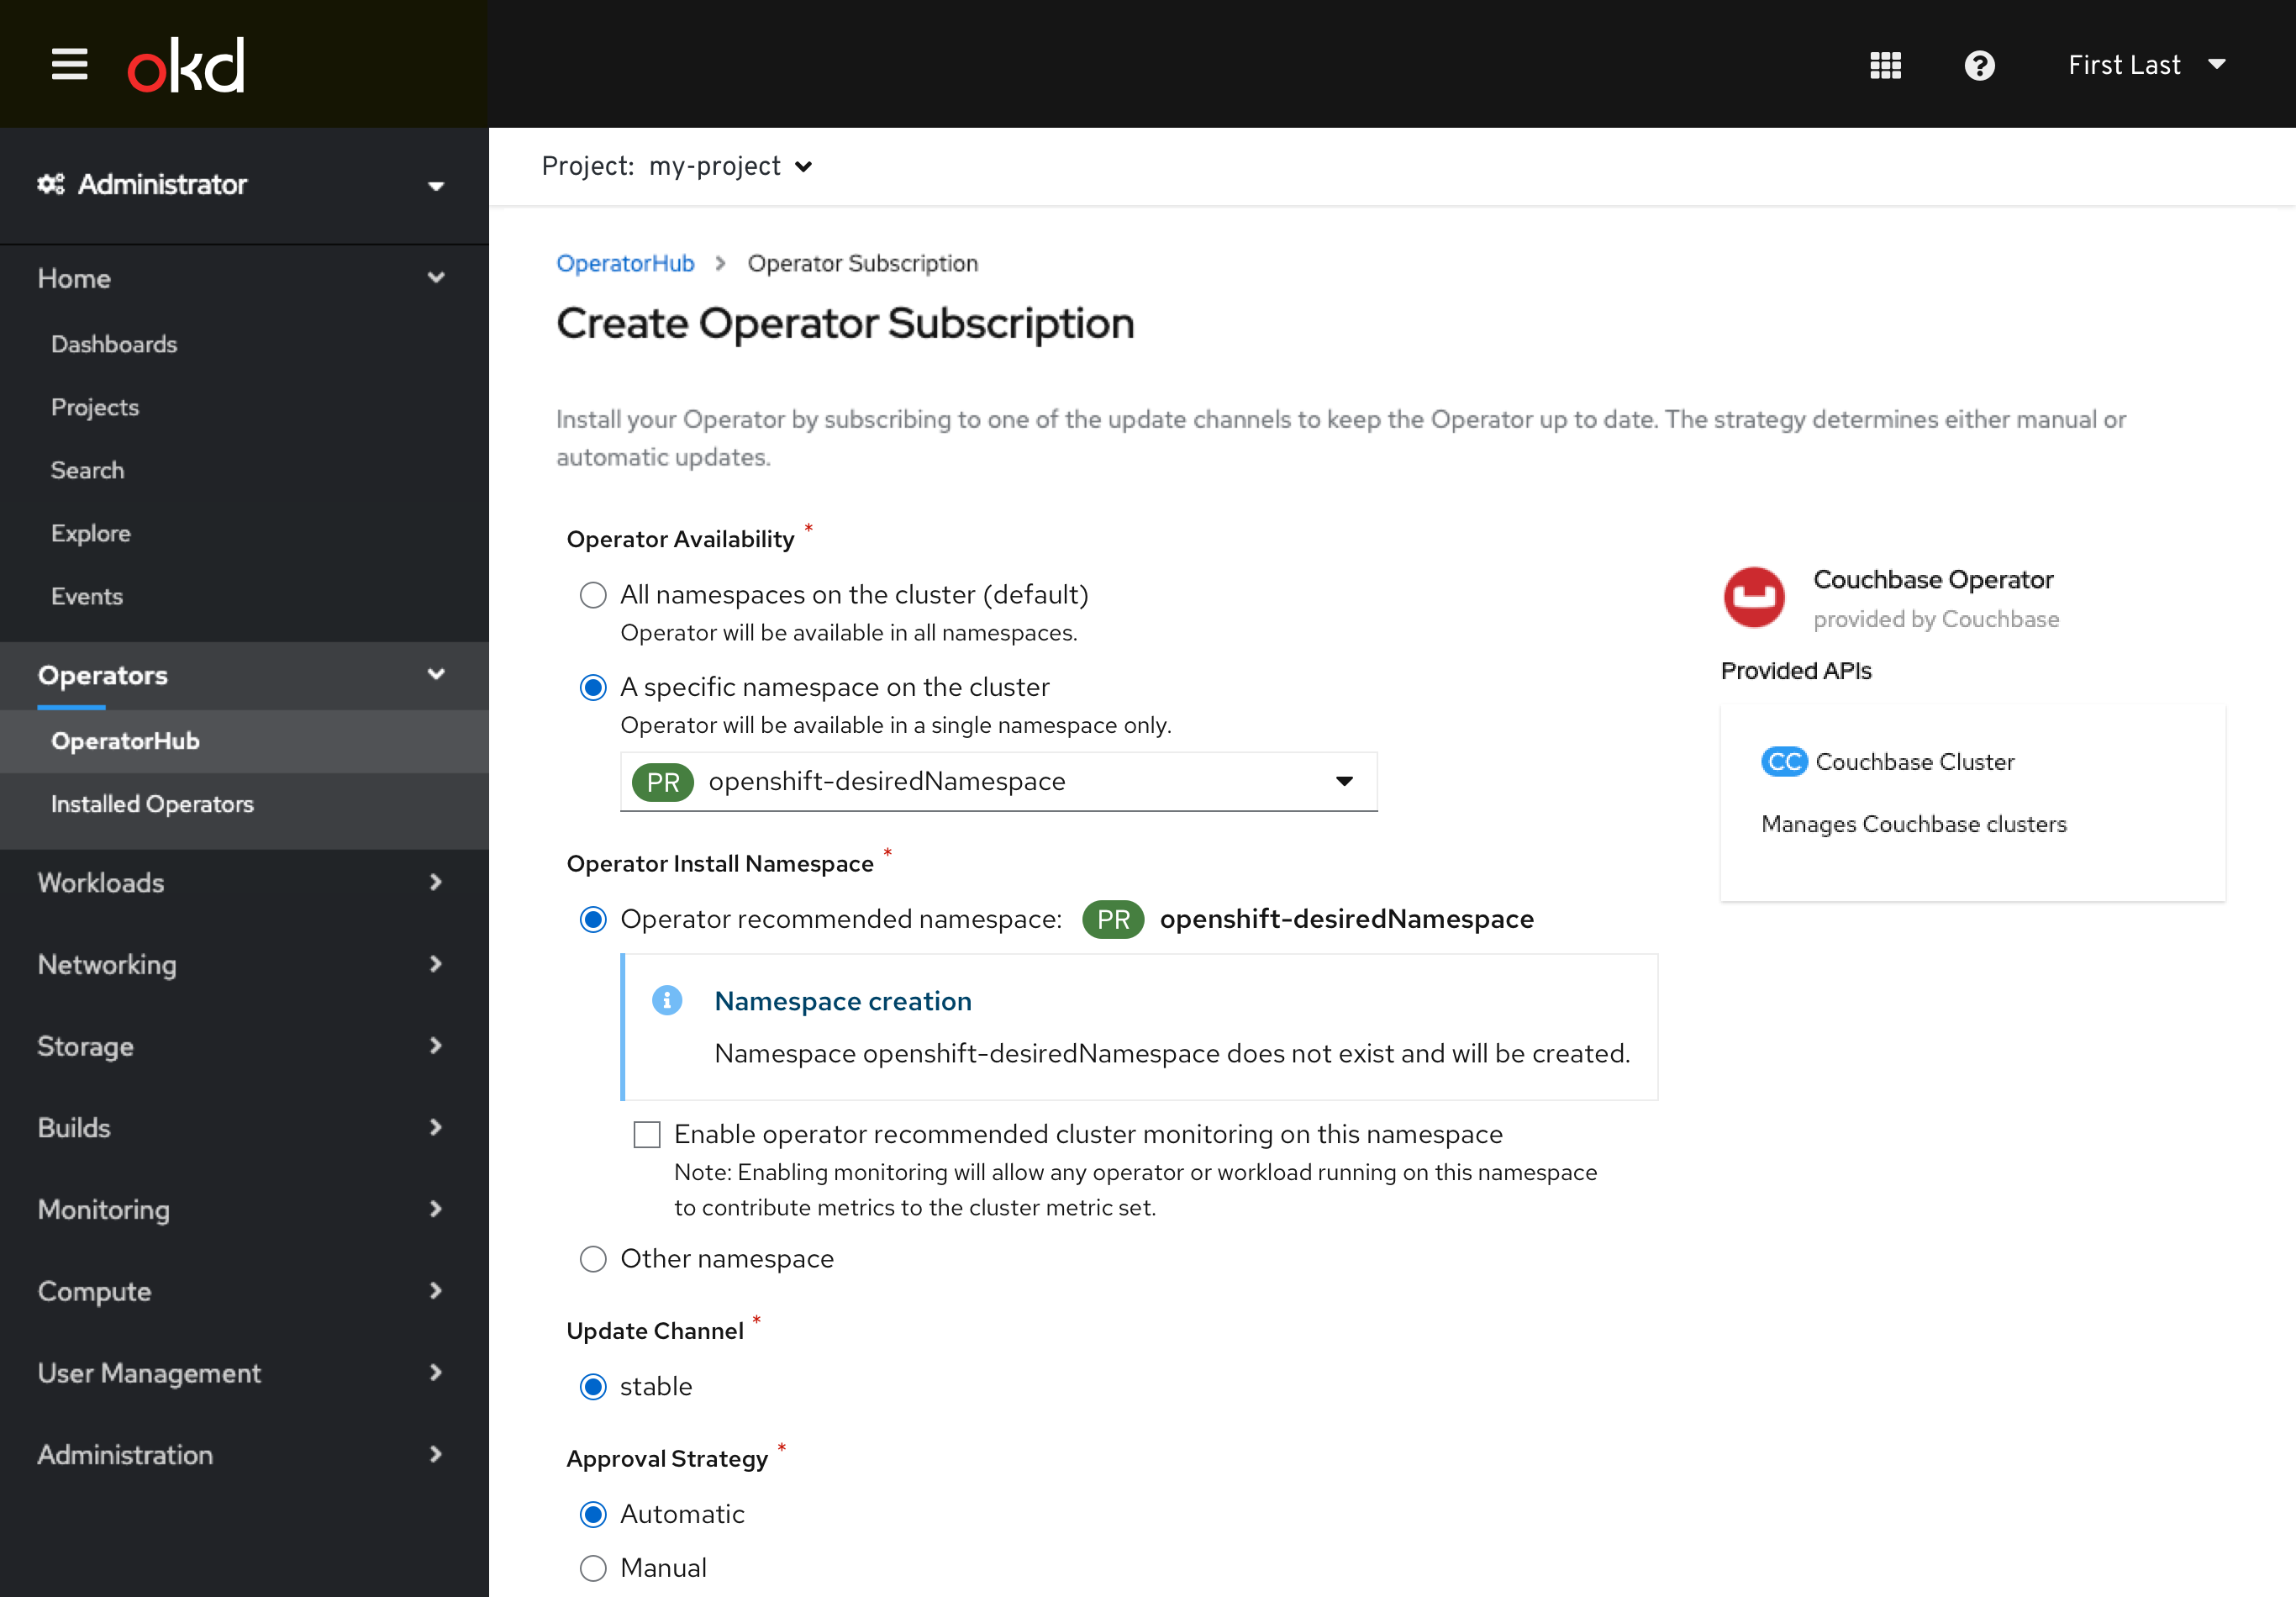 okd
First Last
Administrator
Home
Dashboards
Projects
Search
Explore
Events
Operators
OperatorHub
Installed Operators
Workloads
Networking
Storage
Builds
Monitoring
Compute
User Management
Administration
Project: my-project
OperatorHub > Operator Subscription
Create Operator Subscription
Install your Operator by subscribing to one of the update channels to keep the Operator up to date. The strategy determines either manual or
automatic updates.
Operator Availability *
All namespaces on the cluster (default)
Operator will be available in all namespaces.
A specific namespace on the cluster
Operator will be available in a single namespace only.
PR openshift-desiredNamespace
Operator Install Namespace *
Operator recommended namespace: PR openshift-desiredNamespace
Namespace creation
Namespace openshift-desiredNamespace does not exist and will be created.
Enable operator recommended cluster monitoring on this namespace
Note: Enabling monitoring will allow any operator or workload running on this namespace
to contribute metrics to the cluster metric set.
Other namespace
Update Channel *
stable
Approval Strategy *
Automatic
Manual
Couchbase Operator
provided by Couchbase
Provided APIs
CC Couchbase Cluster
Manages Couchbase clusters